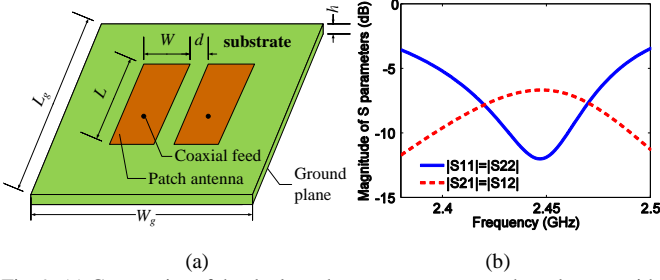 h
W
d
substrate
L
Lg
Coaxial feed
Patch antenna
Ground
plane
Wg
(a)
Magnitude of S parameters (dB)
0
-5
-10
-15
|S11|=|S22|
|S21|=|S12|
2.4
2.45
2.5
Frequency (GHz)
(b)